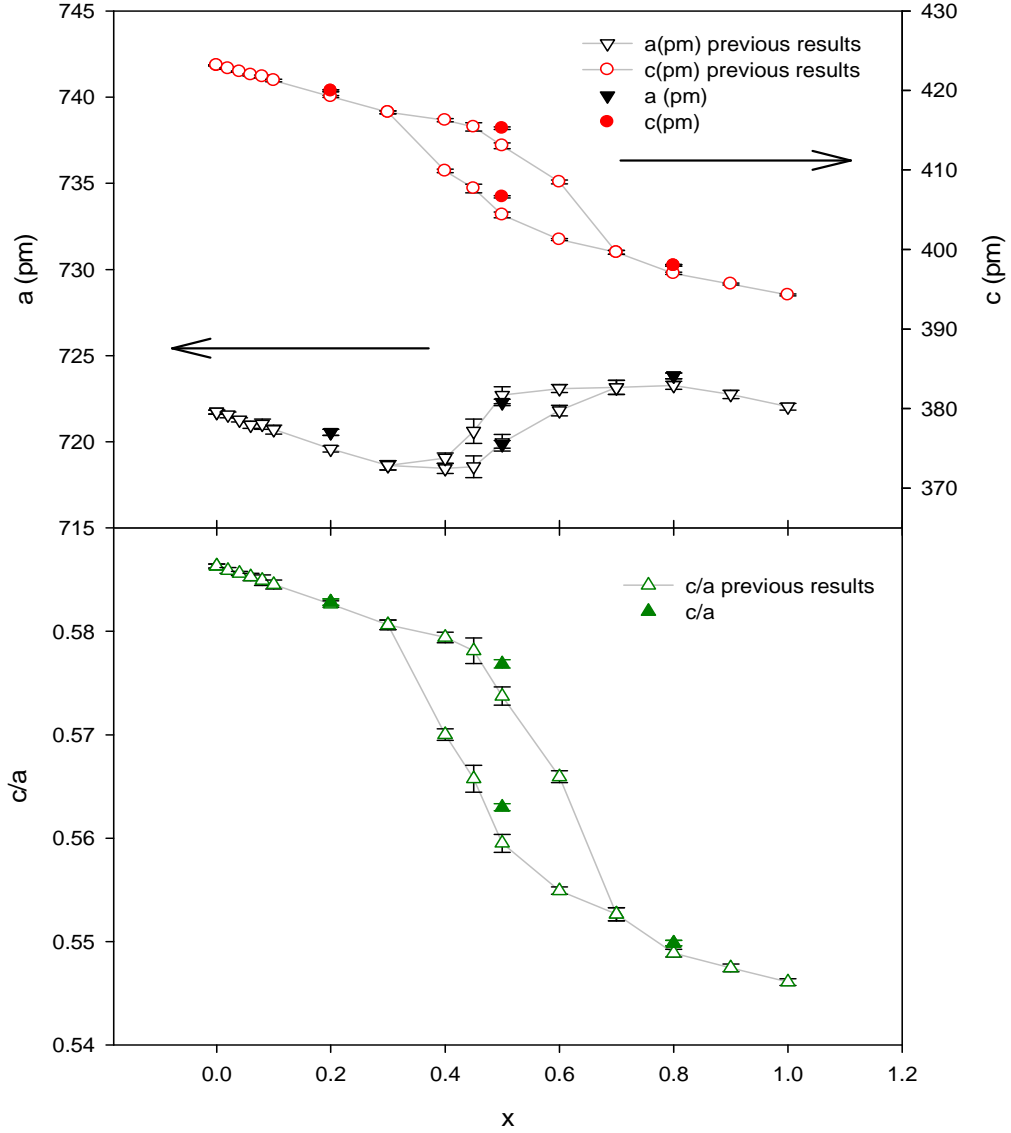 745
740
735
730
725
720
715
a (pm)
430
420
410
400
390
380
370
c (pm)
a(pm) previous results
c(pm) previous results
a (pm)
c(pm)
0.58
0.57
0.56
0.55
0.54
c/a
c/a previous results
c/a
0.0 0.2 0.4 0.6 0.8 1.0 1.2
x